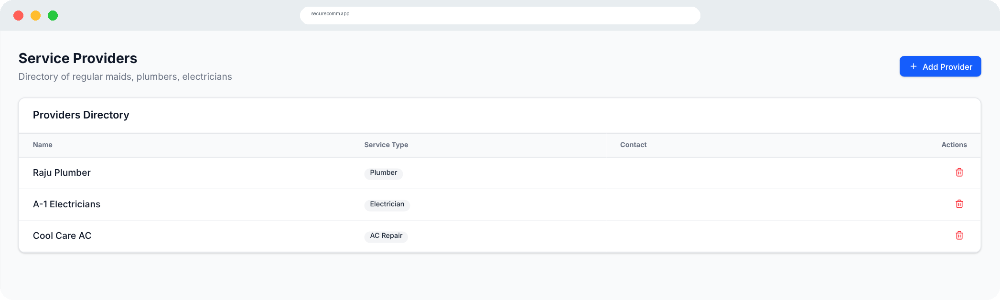 securecomm.app
Service Providers
Directory of regular maids, plumbers, electricians
+ Add Provider
Providers Directory
Name Service Type Contact Actions
Raju Plumber Plumber
A-1 Electricians Electrician
Cool Care AC AC Repair